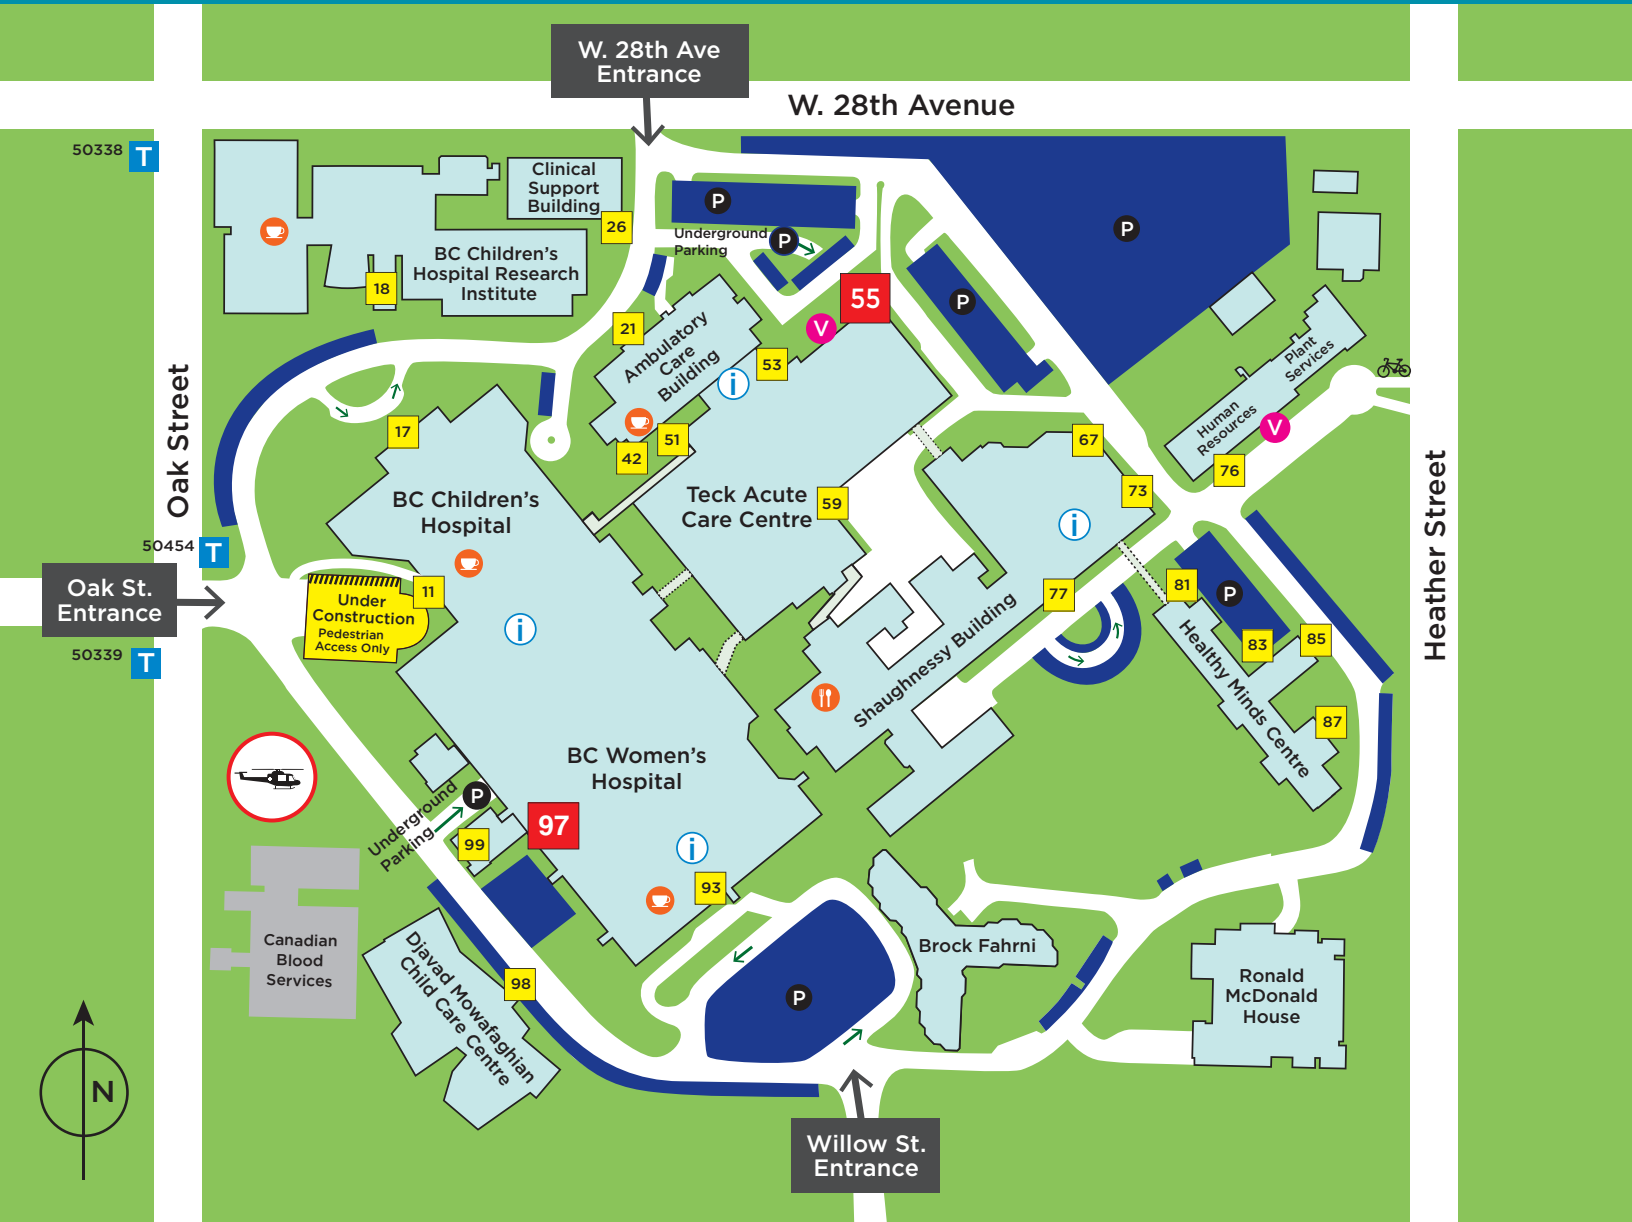 W. 28th Ave
Entrance
W. 28th Avenue
50338
T
Clinical
Support
Building
26
P
Underground
Parking
P
P
BC Children's
Hospital Research
Institute
18
55
P
21
V
Ambulatory
Care
Building
53
i
Plant
Services
Human
Resources
V
Oak Street
17
42
51
67
76
73
Heather Street
BC Children's
Hospital
Teck Acute
Care Centre
59
i
50454
T
Oak St.
Entrance
11
Under
Construction
Pedestrian
Access Only
i
77
81
P
83
85
50339
T
Shaughnessy Building
Healthy Minds Centre
87
BC Women's
Hospital
Underground
Parking
P
97
99
i
93
Canadian
Blood
Services
Djavad Mowafaghian
Child Care Centre
98
P
Brock Fahrni
Ronald
McDonald
House
N
Willow St.
Entrance